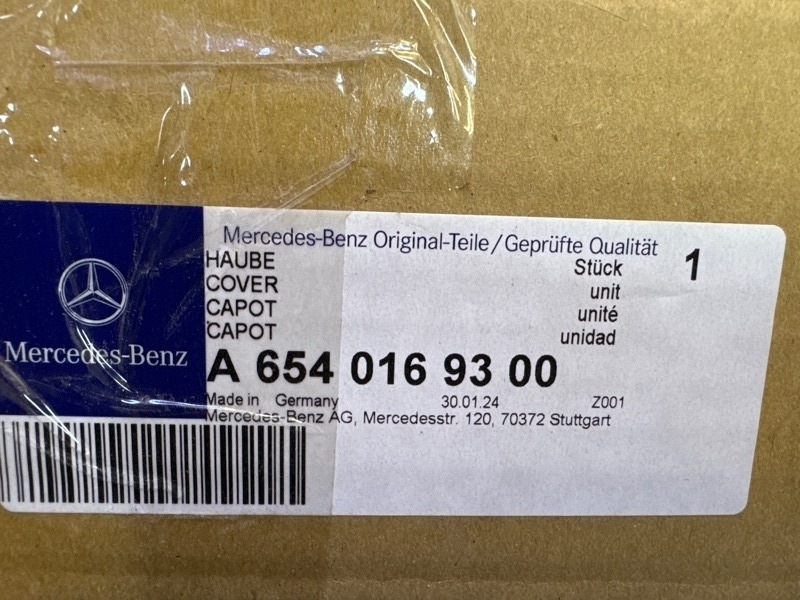 Mercedes-Benz Original-Teile/Geprüfte Qualität
HAUBE Stück 1
COVER unit
CAPOT unité
CAPOT unidad
Mercedes-Benz
A 654 016 93 00
Made in Germany 30.01.24 Z001
Mercedes-Benz AG, Mercedesstr. 120, 70372 Stuttgart